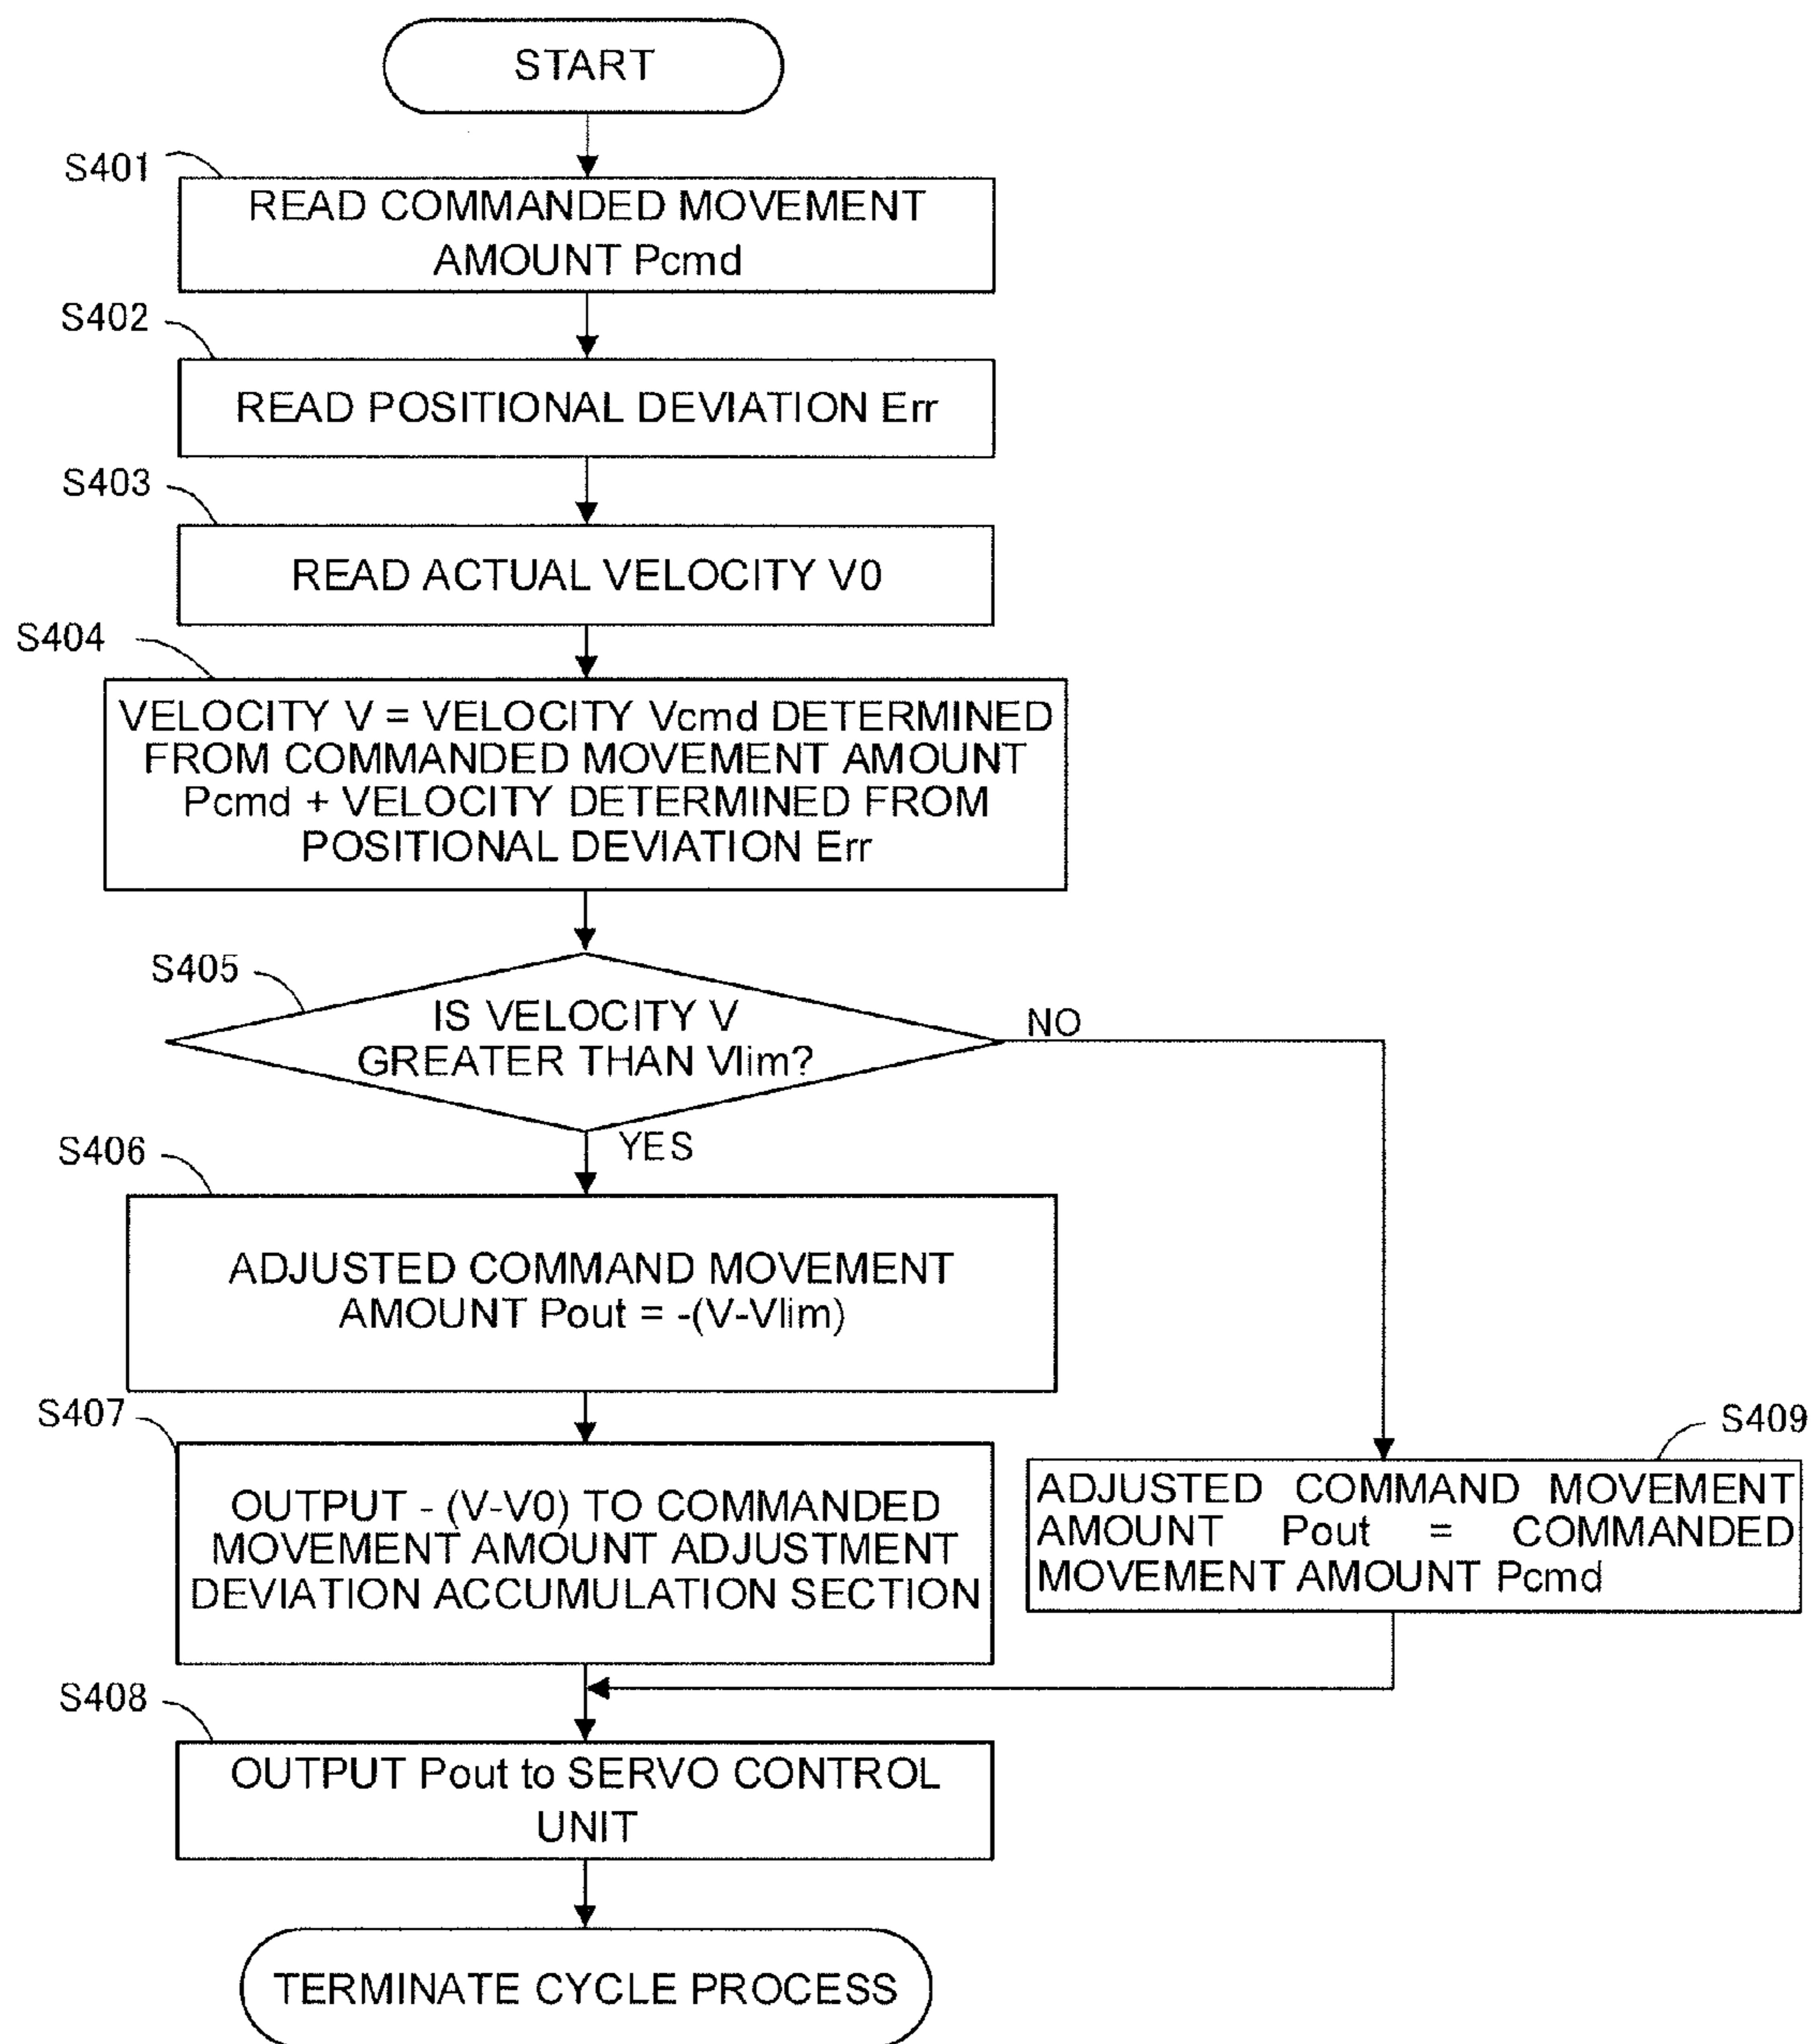 START
S401
READ COMMANDED MOVEMENT
AMOUNT Pcmd
S402
READ POSITIONAL DEVIATION Err
S403
READ ACTUAL VELOCITY V0
S404
VELOCITY V = VELOCITY Vcmd DETERMINED
FROM COMMANDED MOVEMENT AMOUNT
Pcmd + VELOCITY DETERMINED FROM
POSITIONAL DEVIATION Err
S405
IS VELOCITY V
GREATER THAN Vlim?
NO
YES
S406
ADJUSTED COMMAND MOVEMENT
AMOUNT Pout = -(V-Vlim)
S407
OUTPUT - (V-V0) TO COMMANDED
MOVEMENT AMOUNT ADJUSTMENT
DEVIATION ACCUMULATION SECTION
S409
ADJUSTED COMMAND MOVEMENT
AMOUNT Pout = COMMANDED
MOVEMENT AMOUNT Pcmd
S408
OUTPUT Pout to SERVO CONTROL
UNIT
TERMINATE CYCLE PROCESS